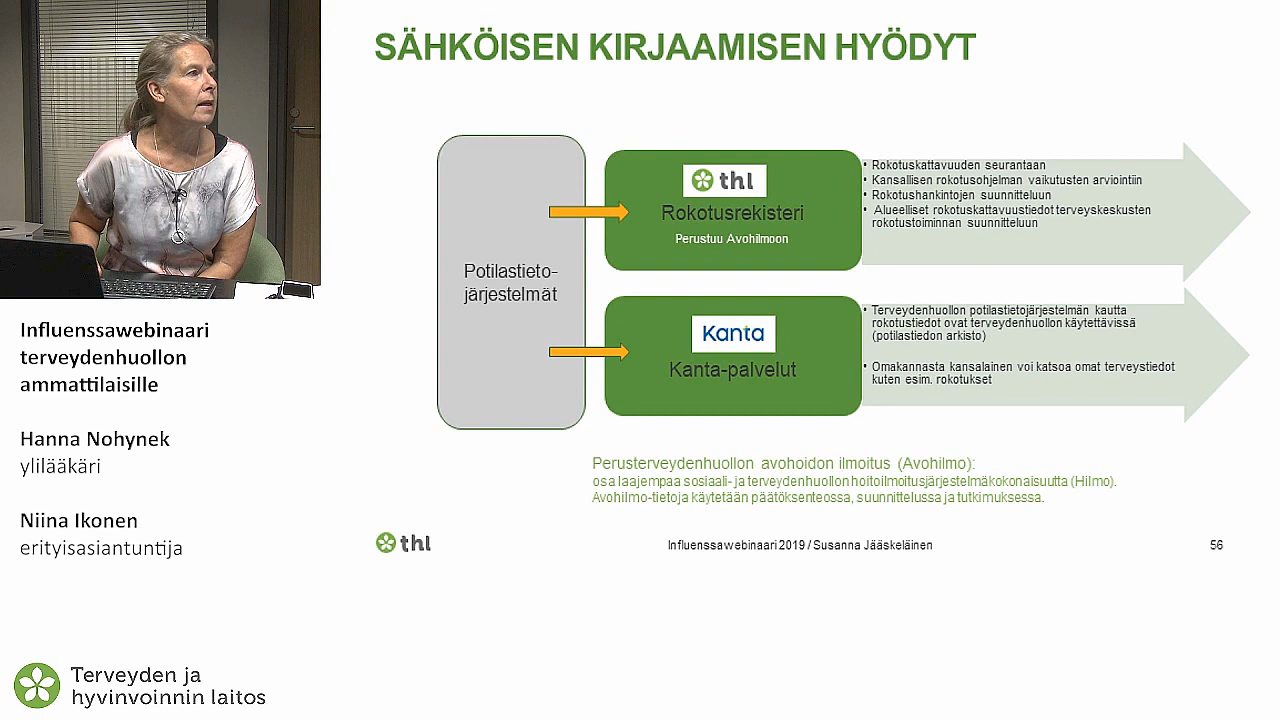 SÄHKÖISEN KIRJAAMISEN HYÖDYT
Potilastieto-
järjestelmät
thl
Rokotusrekisteri
Perustuu Avohilmoon
• Rokotuskattavuuden seurantaan
• Kansallisen rokotusohjelman vaikutusten arviointiin
• Rokotushankintojen suunnitteluun
• Alueelliset rokotuskattavuustiedot terveyskeskusten
rokotustoiminnan suunnitteluun
Kanta
Kanta-palvelut
• Terveydenhuollon potilastietojärjestelmän kautta
rokotustiedot ovat terveydenhuollon käytettävissä
(potilastiedon arkisto)
• Omakannasta kansalainen voi katsoa omat terveystiedot
kuten esim. rokotukset
Perusterveydenhuollon avohoidon ilmoitus (Avohilmo):
osa laajempaa sosiaali- ja terveydenhuollon hoitoilmoitusjärjestelmäkokonaisuutta (Hilmo).
Avohilmo-tietoja käytetään päätöksenteossa, suunnittelussa ja tutkimuksessa.
thl
Influenssawebinaari 2019 / Susanna Jääskeläinen
56
Influenssawebinaari
terveydenhuollon
ammattilaisille
Hanna Nohynek
ylilääkäri
Niina Ikonen
erityisasiantuntija
Terveyden ja
hyvinvoinnin laitos